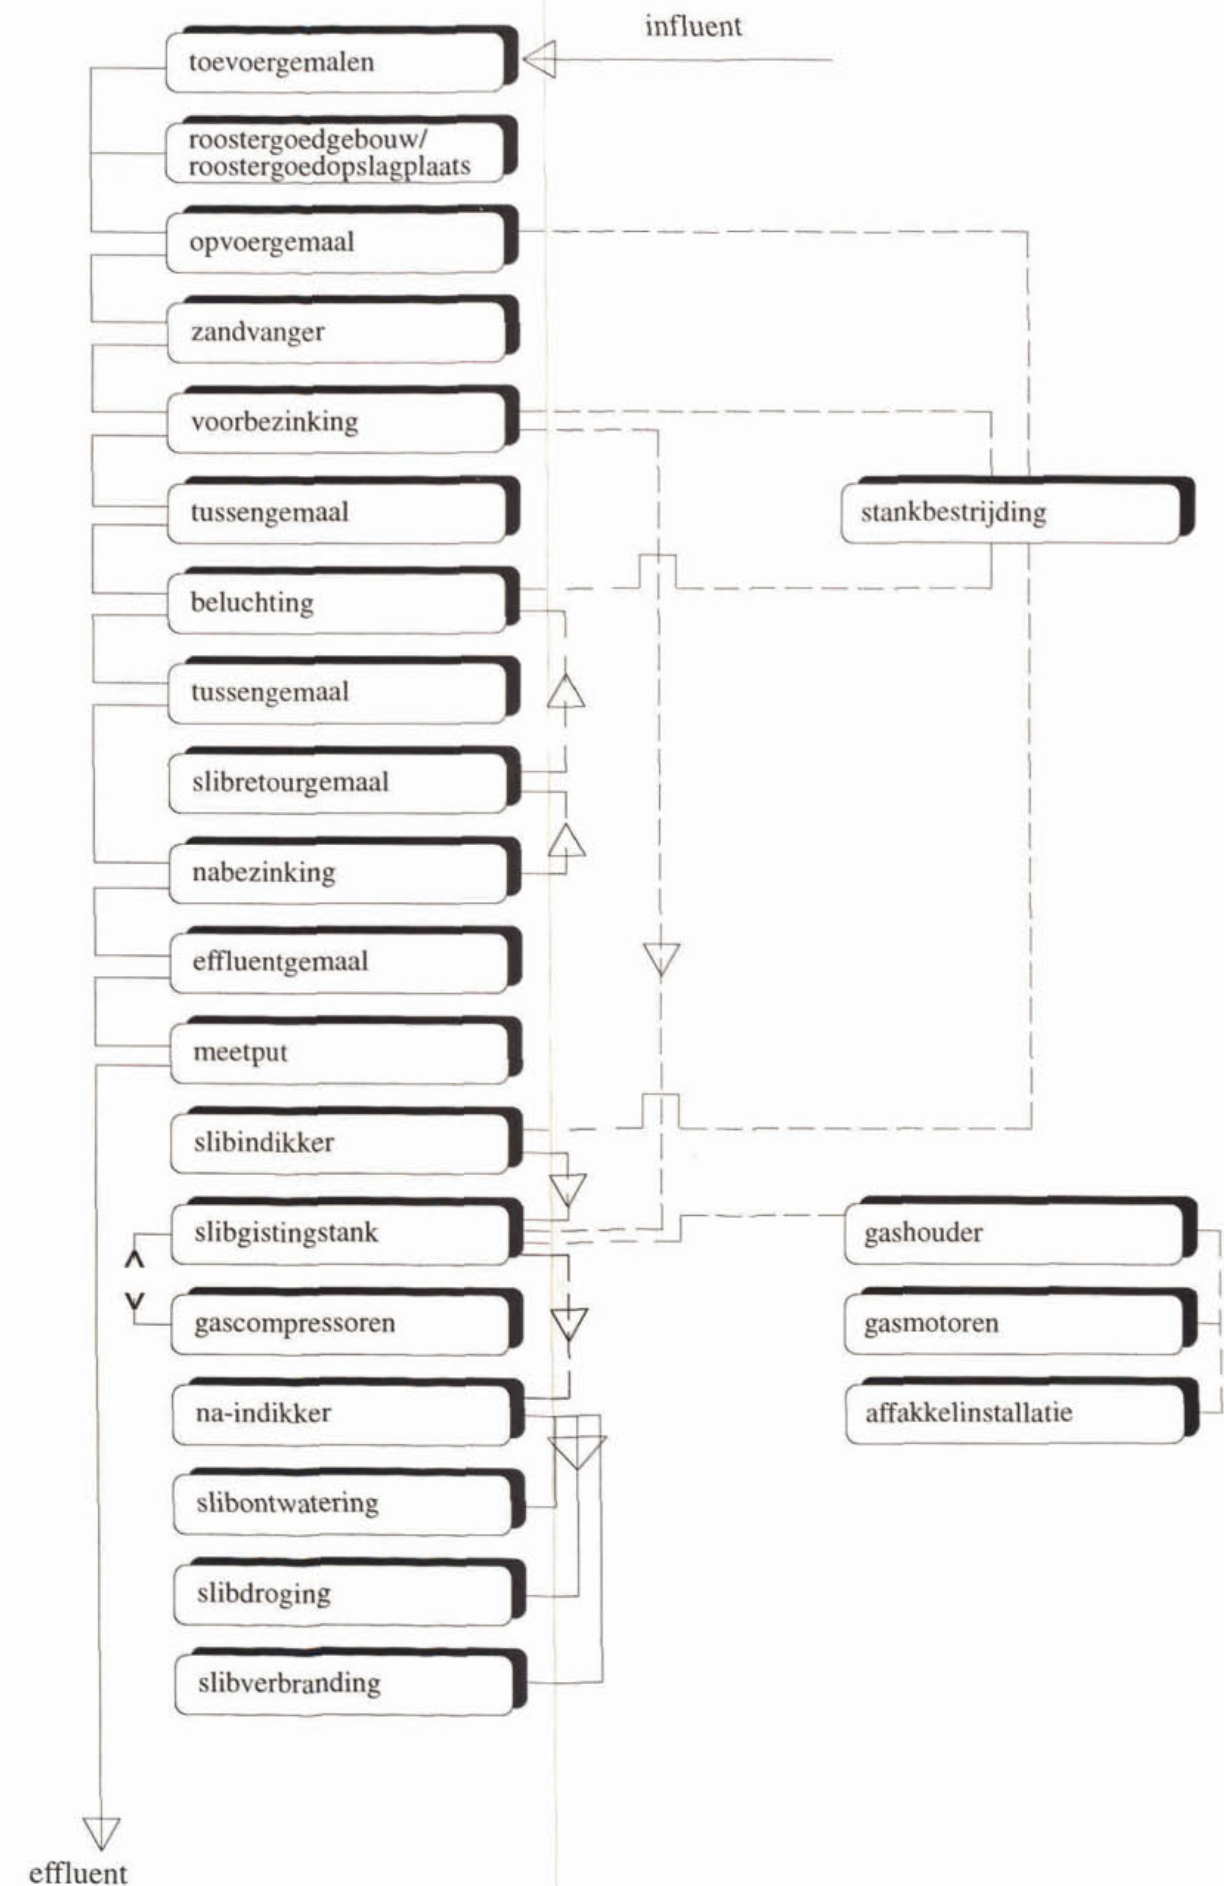 influent
toevoergemalen
roostergoedgebouw/
roostergoedopslagplaats
opvoergemaal
zandvanger
voorbezinking
tussengemaal
stankbestrijding
beluchting
tussengemaal
slibretourgemaal
nabezinking
effluentgemaal
meetput
slibindikker
slibgistingstank
gashouder
gascompressoren
gasmotoren
na-indikker
affakkelinstallatie
slibontwatering
slibdroging
slibverbranding
effluent